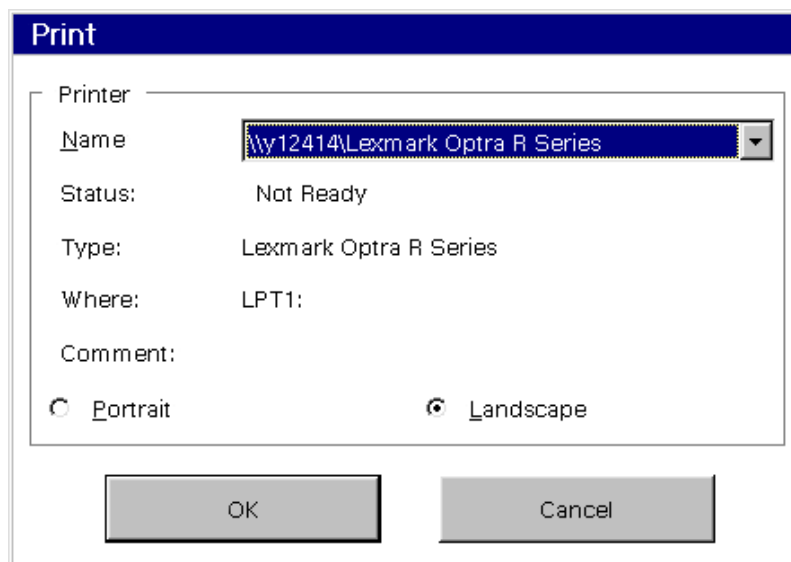 Print
Printer
Name \\y12414\Lexmark Optra R Series
Status: Not Ready
Type: Lexmark Optra R Series
Where: LPT1:
Comment:
Portrait Landscape
OK Cancel